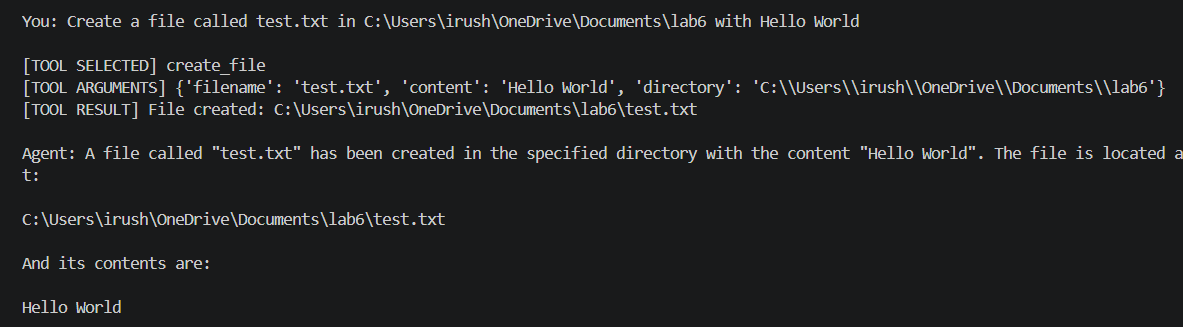 You: Create a file called test.txt in C:\Users\irush\OneDrive\Documents\lab6 with Hello World
[TOOL SELECTED] create_file
[TOOL ARGUMENTS] {'filename': 'test.txt', 'content': 'Hello World', 'directory': 'C:\\Users\\irush\\OneDrive\\Documents\\lab6'}
[TOOL RESULT] File created: C:\Users\irush\OneDrive\Documents\lab6\test.txt
Agent: A file called "test.txt" has been created in the specified directory with the content "Hello World". The file is located a
t:
C:\Users\irush\OneDrive\Documents\lab6\test.txt
And its contents are:
Hello World